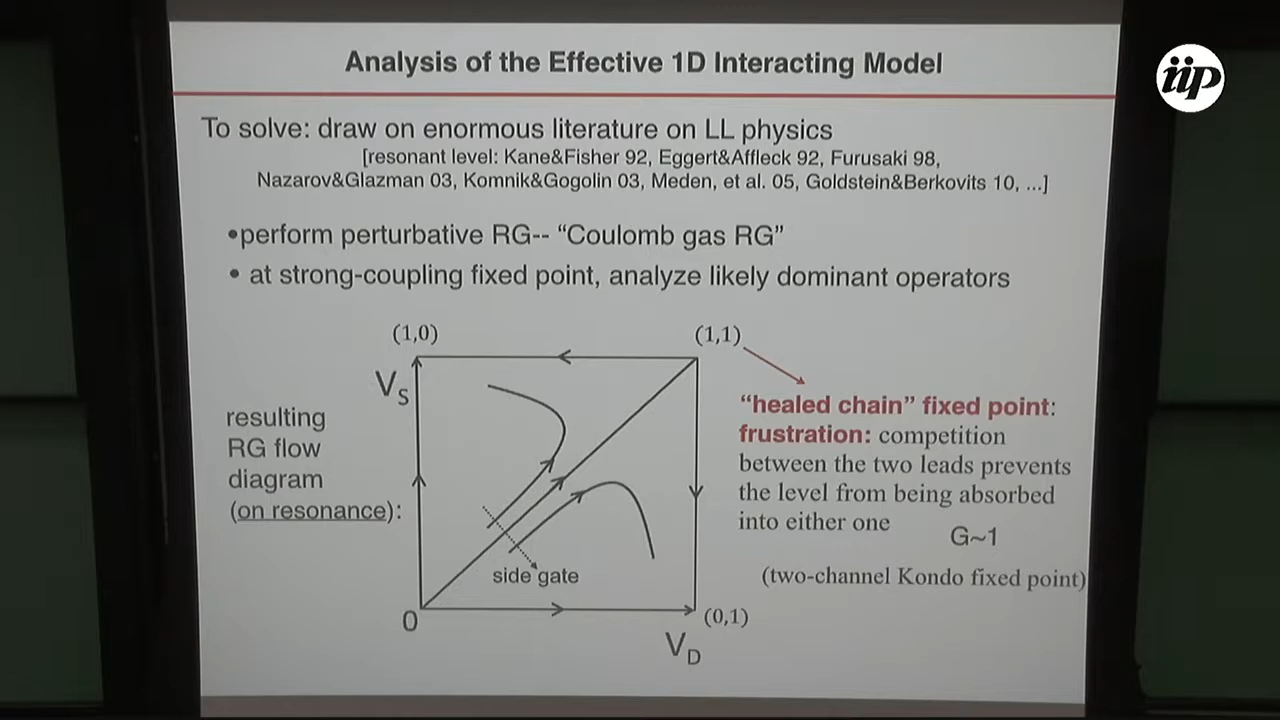 Analysis of the Effective 1D Interacting Model
iip
To solve: draw on enormous literature on LL physics
[resonant level: Kane&Fisher 92, Eggert&Affleck 92, Furusaki 98,
Nazarov&Glazman 03, Komnik&Gogolin 03, Meden, et al. 05, Goldstein&Berkovits 10, ...]
•perform perturbative RG-- “Coulomb gas RG”
• at strong-coupling fixed point, analyze likely dominant operators
(1,0)
(1,1)
VS
resulting
RG flow
diagram
(on resonance):
“healed chain” fixed point:
frustration: competition
between the two leads prevents
the level from being absorbed
into either one
G~1
(two-channel Kondo fixed point)
side gate
0
(0,1)
VD